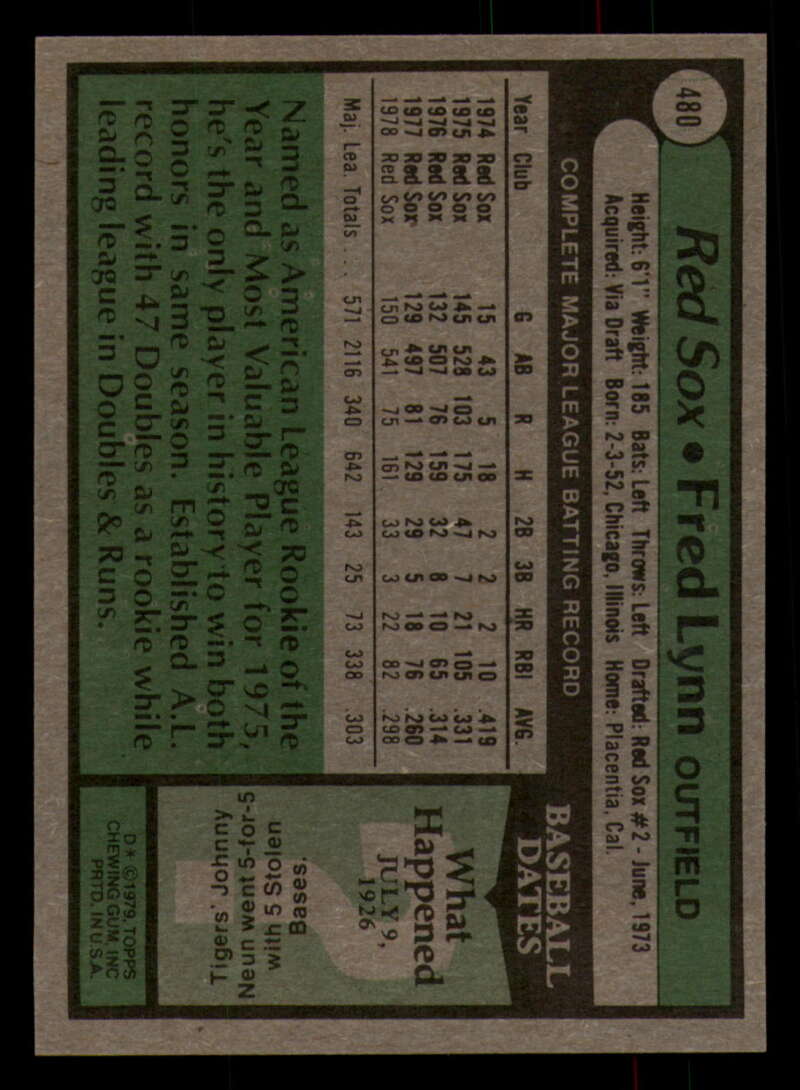 480
Red Sox • Fred Lynn OUTFIELD
Height: 6'1" Weight: 185 Bats: Left Throws: Left Drafted: Red Sox #2 - June, 1973
Acquired: Via Draft Born: 2-3-52, Chicago, Illinois Home: Placentia, Cal.
COMPLETE MAJOR LEAGUE BATTING RECORD
Year Club G AB R H 2B 3B HR RBI AVG.
1974 Red Sox 15 43 5 18 2 2 2 10 .419
1975 Red Sox 145 528 103 175 47 7 21 105 .331
1976 Red Sox 132 507 76 159 32 8 10 65 .314
1977 Red Sox 129 497 81 129 29 5 18 76 .260
1978 Red Sox 150 541 75 161 33 3 22 82 .298
Maj. Lea. Totals . . . 571 2116 340 642 143 25 73 338 .303
Named as American League Rookie of the
Year and Most Valuable Player for 1975,
he's the only player in history to win both
honors in same season. Established A.L.
record with 47 Doubles as a rookie while
leading league in Doubles & Runs.
BASEBALL
DATES
What
Happened
JULY 9,
1926
Tigers' Johnny
Neun went 5-for-5
with 5 Stolen
Bases.
D* ©1979, TOPPS
CHEWING GUM, INC
PRTD. IN U.S.A.